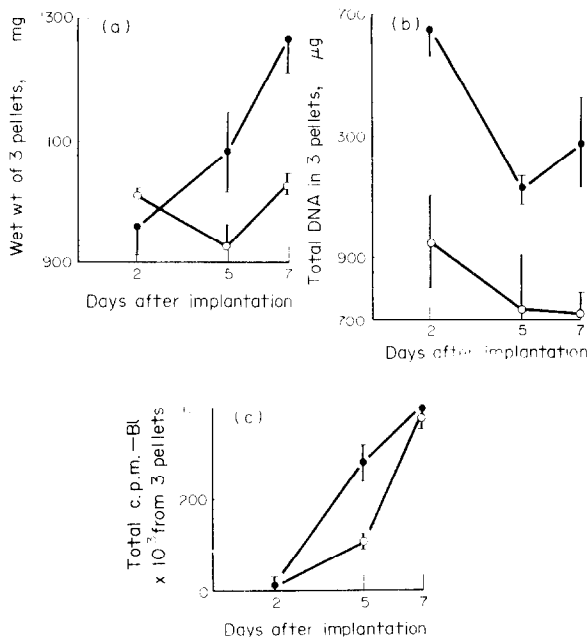 (a)
Wet wt of 3 pellets, mg
1300
100
900
2 5 7
Days after implantation
(b)
Total DNA in 3 pellets, µg
700
300
900
700
2 5 7
Days after implantation
(c)
Total c.p.m.-Bl
x 10⁻³ from 3 pellets
200
0
2 5 7
Days after implantation